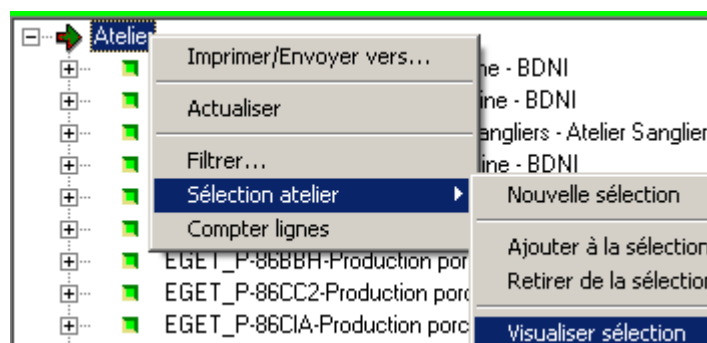 Atelier
Imprimer/Envoyer vers...
ne - BDNI
Actualiser
ine - BDNI
angliers - Atelier Sanglier
Filtrer...
ine - BDNI
Sélection atelier
Nouvelle sélection
Compter lignes
Ajouter à la sélection
EGET_P-86BBH-Production por
Retirer de la sélection
EGET_P-86CC2-Production porc
EGET_P-86CIA-Production porc
Visualiser sélection